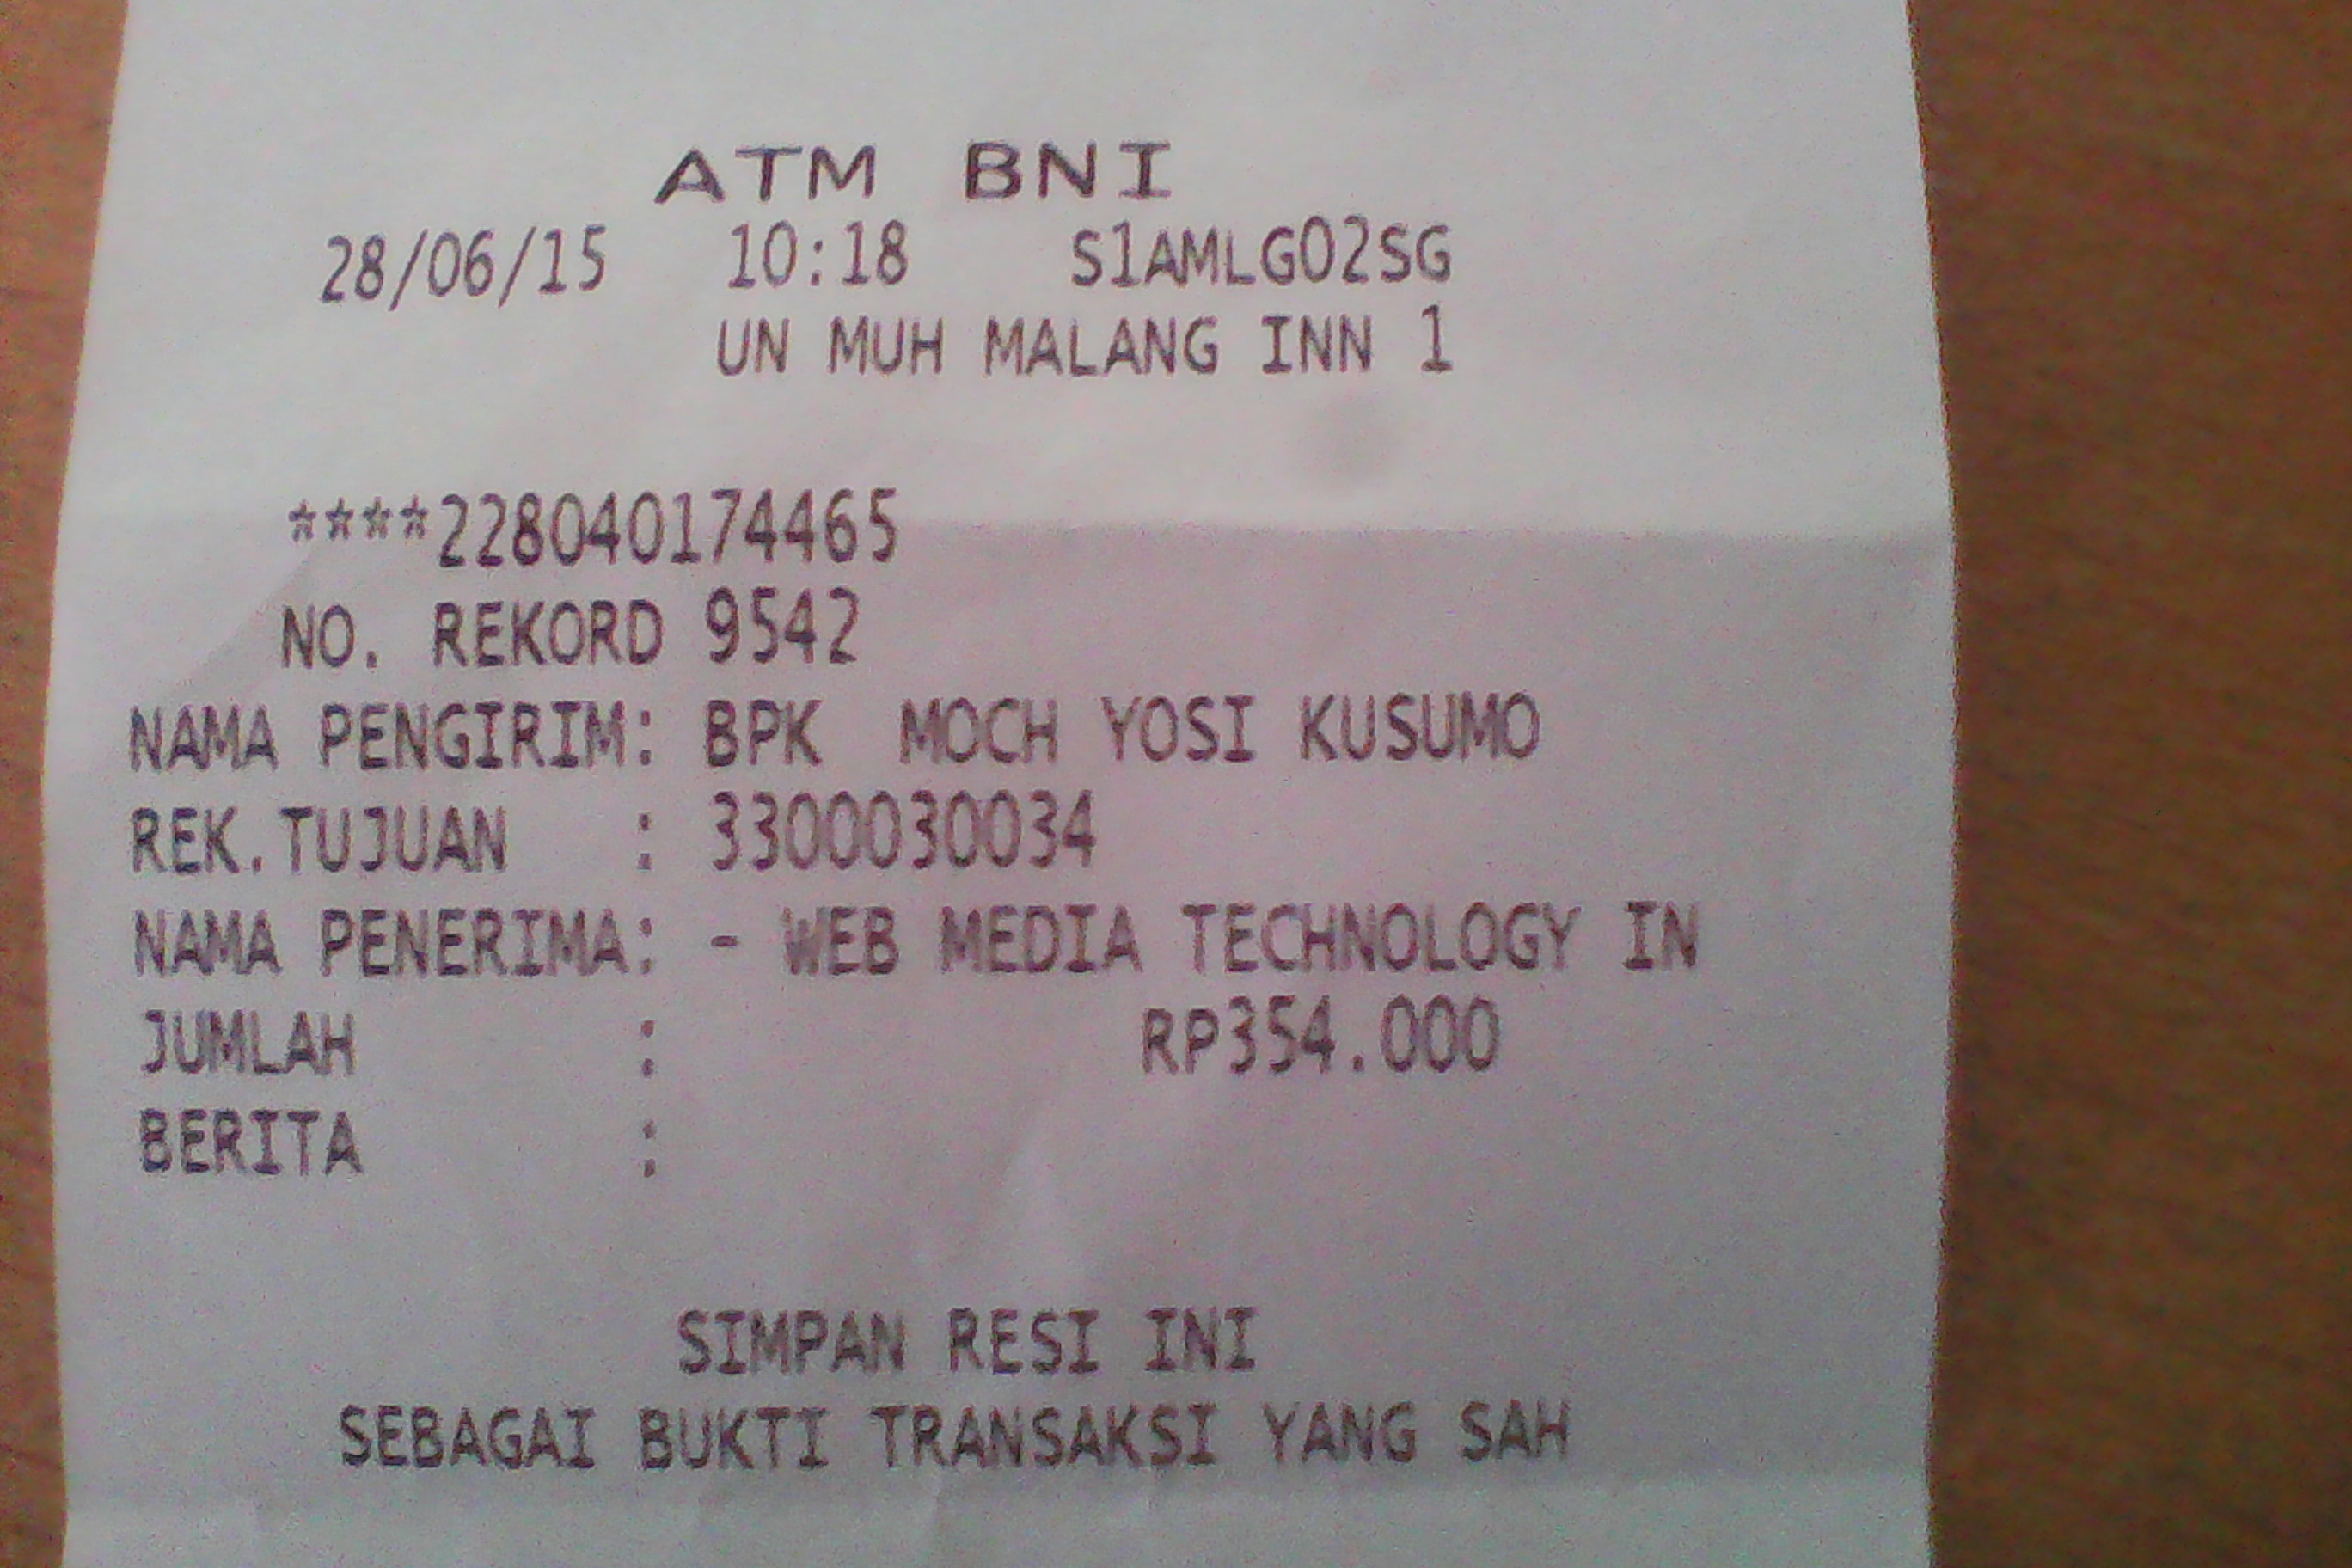 ATM BNI
28/06/15 10:18 S1AMLG02SG
UN MUH MALANG INN 1
****228040174465
NO. REKORD 9542
NAMA PENGIRIM: BPK MOCH YOSI KUSUMO
REK.TUJUAN : 3300030034
NAMA PENERIMA: - WEB MEDIA TECHNOLOGY IN
JUMLAH : RP354.000
BERITA :
SIMPAN RESI INI
SEBAGAI BUKTI TRANSAKSI YANG SAH